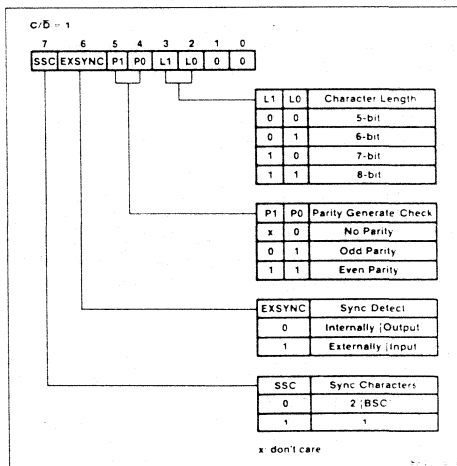 C/D̅ = 1
7 6 5 4 3 2 1 0
SSC EXSYNC P1 P0 L1 L0 0 0
L1 L0 Character Length
0 0 5-bit
0 1 6-bit
1 0 7-bit
1 1 8-bit
P1 P0 Parity Generate Check
x 0 No Parity
0 1 Odd Parity
1 1 Even Parity
EXSYNC Sync Detect
0 Internally ¦Output
1 Externally ¦Input
SSC Sync Characters
0 2 ¦BSC
1 1
x: don't care